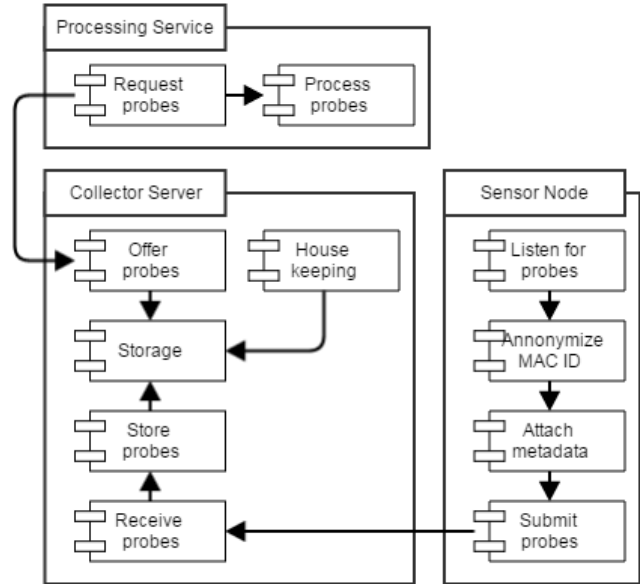 Processing Service
Request
probes
Process
probes
Collector Server
Offer
probes
House
keeping
Storage
Store
probes
Receive
probes
Sensor Node
Listen for
probes
Annonymize
MAC ID
Attach
metadata
Submit
probes